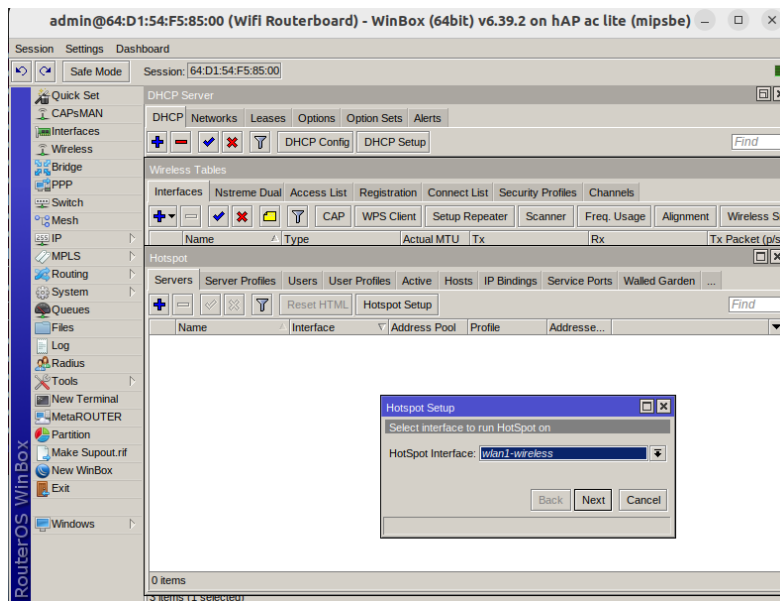 admin@64:D1:54:F5:85:00 (Wifi Routerboard) - WinBox (64bit) v6.39.2 on hAP ac lite (mipsbe)
Session Settings Dashboard
Safe Mode Session: 64:D1:54:F5:85:00
Quick Set
CAPsMAN
Interfaces
Wireless
Bridge
PPP
Switch
Mesh
IP
MPLS
Routing
System
Queues
Files
Log
Radius
Tools
New Terminal
MetaROUTER
Partition
Make Supout.rif
New WinBox
Exit
Windows
RouterOS WinBox
DHCP Server
DHCP Networks Leases Options Option Sets Alerts
DHCP Config DHCP Setup Find
Wireless Tables
Interfaces Nstreme Dual Access List Registration Connect List Security Profiles Channels
CAP WPS Client Setup Repeater Scanner Freq. Usage Alignment Wireless S
Name Type Actual MTU Tx Rx Tx Packet (p/s
Hotspot
Servers Server Profiles Users User Profiles Active Hosts IP Bindings Service Ports Walled Garden ...
Reset HTML Hotspot Setup Find
Name Interface Address Pool Profile Addresse...
Hotspot Setup
Select interface to run HotSpot on
HotSpot Interface: wlan1-wireless
Back Next Cancel
0 items
3 items (1 selected)